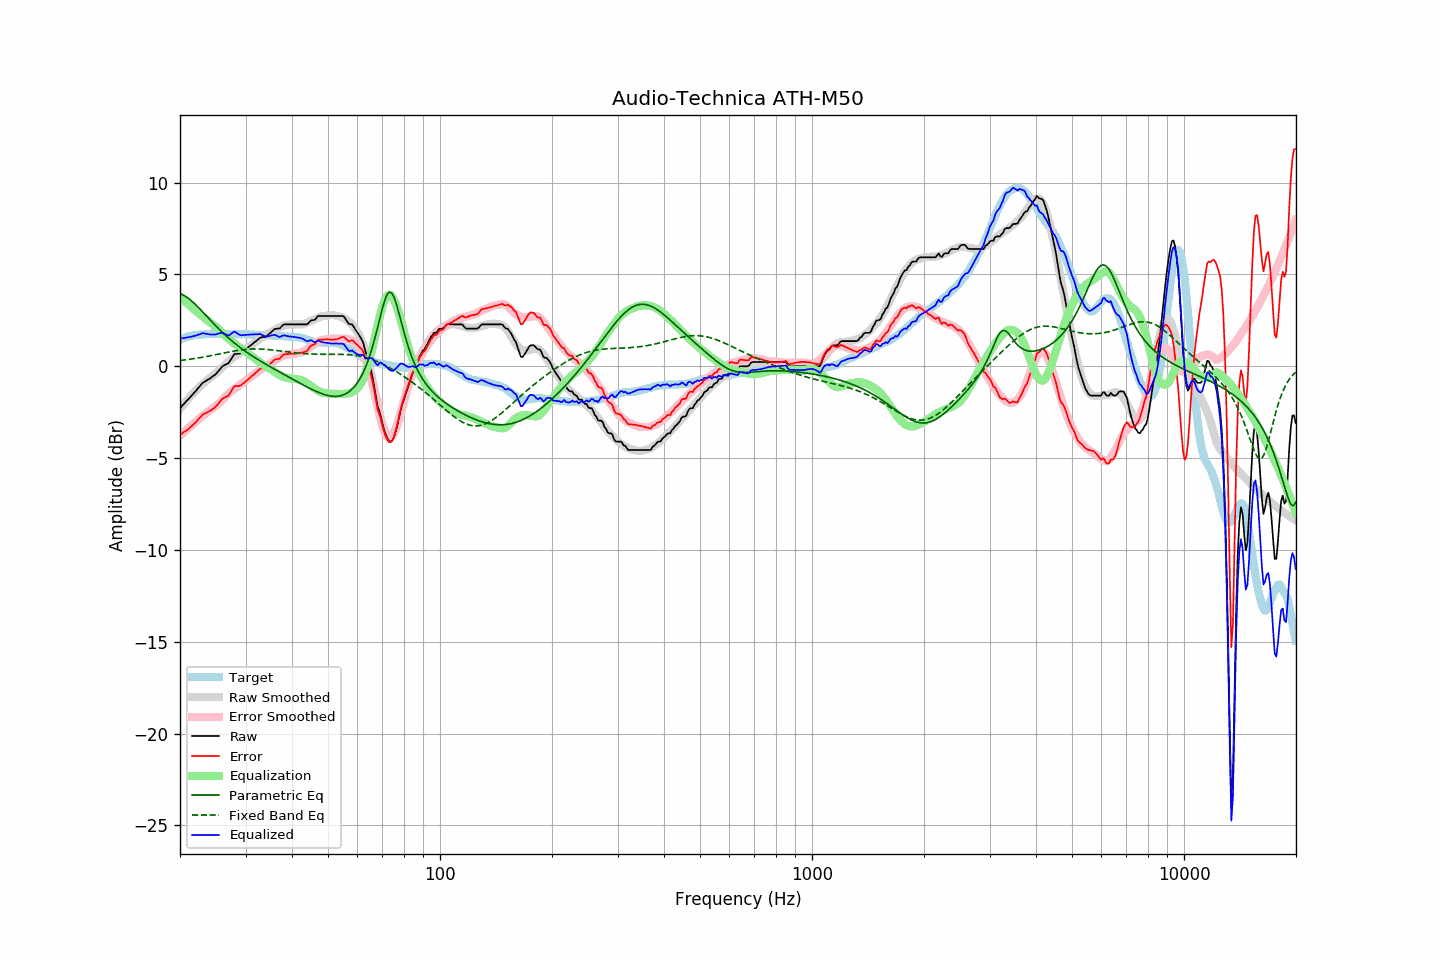 Audio-Technica ATH-M50
Amplitude (dBr)
10
5
0
−5
−10
−15
−20
−25
Target
Raw Smoothed
Error Smoothed
Raw
Error
Equalization
Parametric Eq
Fixed Band Eq
Equalized
100
1000
10000
Frequency (Hz)